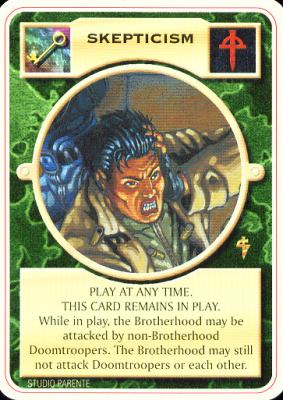 SKEPTICISM
PLAY AT ANY TIME.
THIS CARD REMAINS IN PLAY.
While in play, the Brotherhood may be
attacked by non-Brotherhood
Doomtroopers. The Brotherhood may still
not attack Doomtroopers or each other.
STUDIO PARENTE